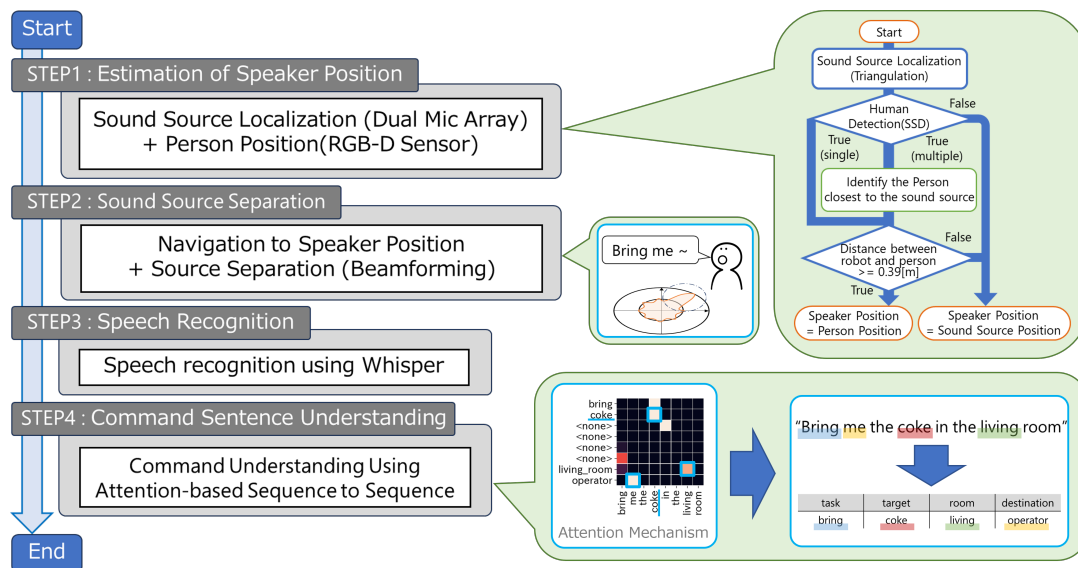 Start
STEP1 : Estimation of Speaker Position
Sound Source Localization (Dual Mic Array)
+ Person Position(RGB-D Sensor)
STEP2 : Sound Source Separation
Navigation to Speaker Position
+ Source Separation (Beamforming)
STEP3 : Speech Recognition
Speech recognition using Whisper
STEP4 : Command Sentence Understanding
Command Understanding Using
Attention-based Sequence to Sequence
End
Start
Sound Source Localization
(Triangulation)
Human
Detection(SSD)
False
True
(single)
True
(multiple)
Identify the Person
closest to the sound source
Distance between
robot and person
>= 0.39[m]
False
True
Speaker Position
= Person Position
Speaker Position
= Sound Source Position
Bring me ~
bring
coke
<none>
<none>
<none>
<none>
living_room
operator
bring
me
the
coke
in
the
living
room
Attention Mechanism
“Bring me the coke in the living room”
task target room destination
bring coke living operator